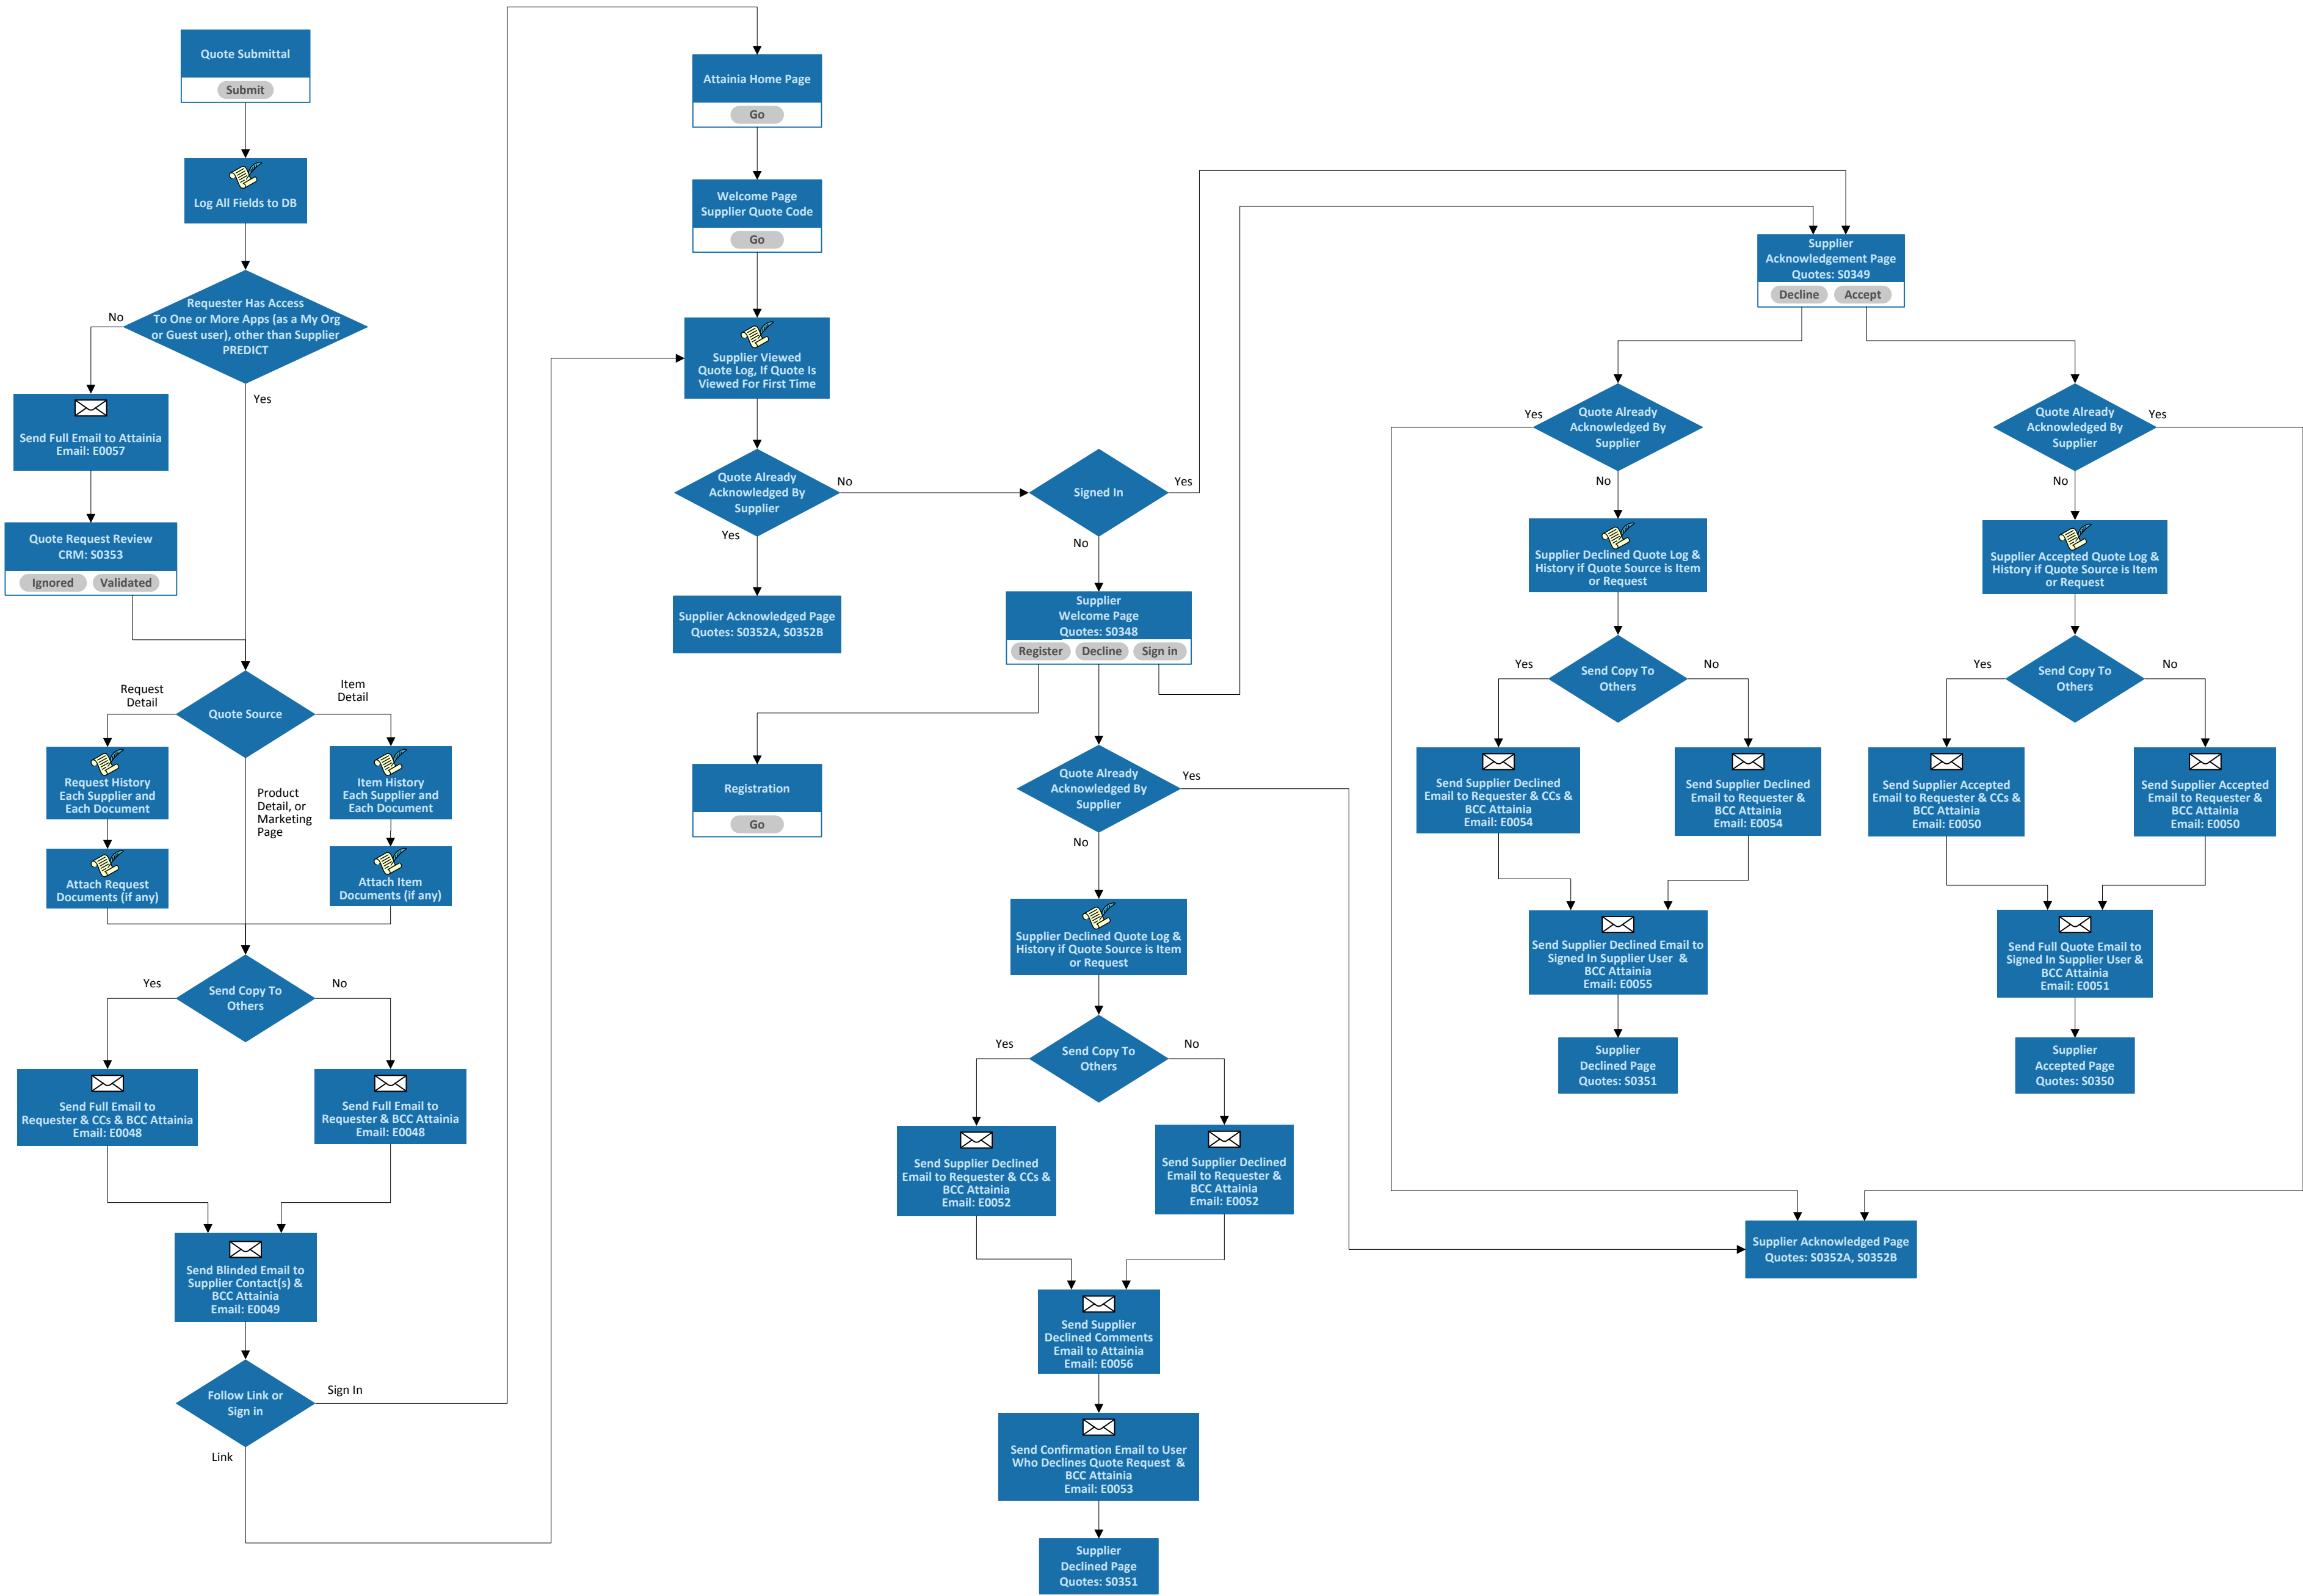 Quote Submittal
Submit
Log All Fields to DB
Requester Has Access
To One or More Apps (as a My Org
or Guest user), other than Supplier
PREDICT
No
Yes
Send Full Email to Attainia
Email: E0057
Quote Request Review
CRM: S0353
Ignored
Validated
Quote Source
Request
Detail
Item
Detail
Product
Detail, or
Marketing
Page
Request History
Each Supplier and
Each Document
Item History
Each Supplier and
Each Document
Attach Request
Documents (if any)
Attach Item
Documents (if any)
Send Copy To
Others
Yes
No
Send Full Email to
Requester & CCs & BCC Attainia
Email: E0048
Send Full Email to
Requester & BCC Attainia
Email: E0048
Send Blinded Email to
Supplier Contact(s) &
BCC Attainia
Email: E0049
Follow Link or
Sign in
Sign In
Link
Attainia Home Page
Go
Welcome Page
Supplier Quote Code
Go
Supplier Viewed
Quote Log, If Quote Is
Viewed For First Time
Quote Already
Acknowledged By
Supplier
No
Yes
Supplier Acknowledged Page
Quotes: S0352A, S0352B
Signed In
Yes
No
Supplier
Welcome Page
Quotes: S0348
Register
Decline
Sign in
Registration
Go
Quote Already
Acknowledged By
Supplier
Yes
No
Supplier Declined Quote Log &
History if Quote Source is Item
or Request
Send Copy To
Others
Yes
No
Send Supplier Declined
Email to Requester & CCs &
BCC Attainia
Email: E0052
Send Supplier Declined
Email to Requester &
BCC Attainia
Email: E0052
Send Supplier
Declined Comments
Email to Attainia
Email: E0056
Send Confirmation Email to User
Who Declines Quote Request &
BCC Attainia
Email: E0053
Supplier
Declined Page
Quotes: S0351
Supplier
Acknowledgement Page
Quotes: S0349
Decline
Accept
Quote Already
Acknowledged By
Supplier
Yes
No
Supplier Declined Quote Log &
History if Quote Source is Item
or Request
Send Copy To
Others
Yes
No
Send Supplier Declined
Email to Requester & CCs &
BCC Attainia
Email: E0054
Send Supplier Declined
Email to Requester &
BCC Attainia
Email: E0054
Send Supplier Declined Email to
Signed In Supplier User &
BCC Attainia
Email: E0055
Supplier
Declined Page
Quotes: S0351
Quote Already
Acknowledged By
Supplier
Yes
No
Supplier Accepted Quote Log &
History if Quote Source is Item
or Request
Send Copy To
Others
Yes
No
Send Supplier Accepted
Email to Requester & CCs &
BCC Attainia
Email: E0050
Send Supplier Accepted
Email to Requester &
BCC Attainia
Email: E0050
Send Full Quote Email to
Signed In Supplier User &
BCC Attainia
Email: E0051
Supplier
Accepted Page
Quotes: S0350
Supplier Acknowledged Page
Quotes: S0352A, S0352B